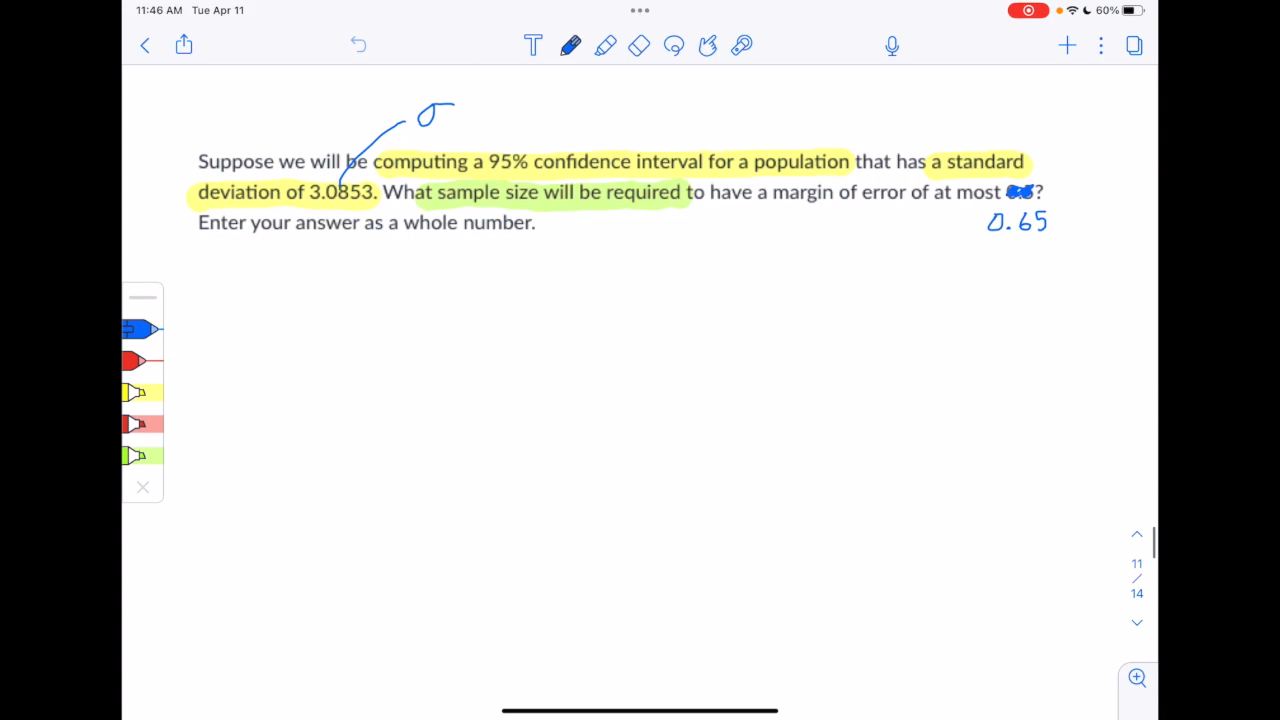 11:46 AM Tue Apr 11
60%
T
σ
Suppose we will be computing a 95% confidence interval for a population that has a standard
deviation of 3.0853. What sample size will be required to have a margin of error of at most ?
0.65
Enter your answer as a whole number.
11
/
14